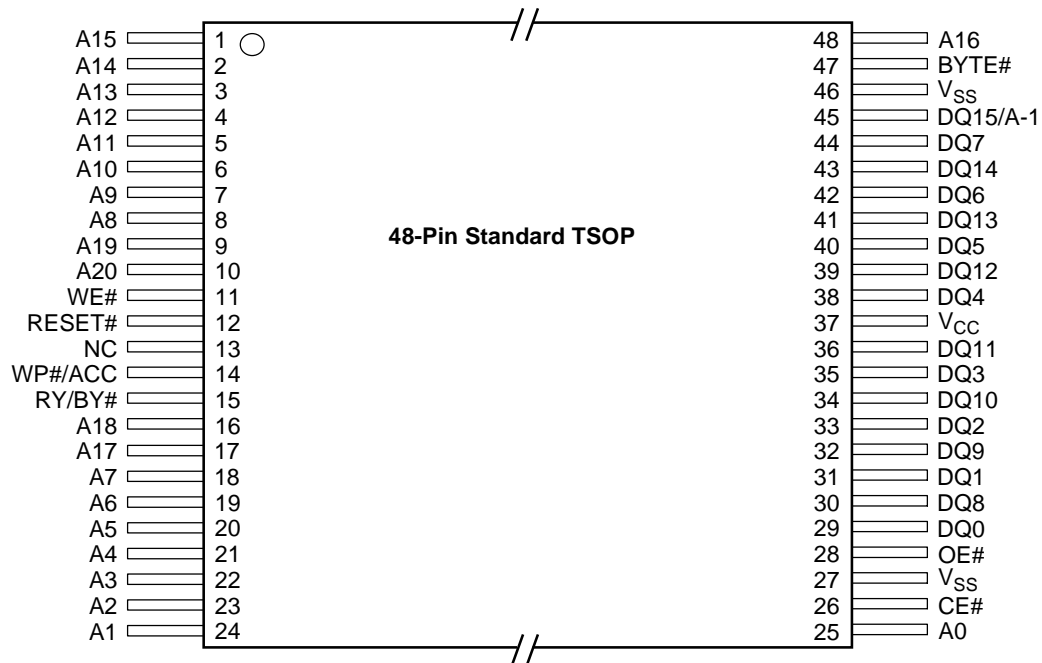 A15 1 48 A16
A14 2 47 BYTE#
A13 3 46 VSS
A12 4 45 DQ15/A-1
A11 5 44 DQ7
A10 6 43 DQ14
A9 7 42 DQ6
A8 8 41 DQ13
48-Pin Standard TSOP
A19 9 40 DQ5
A20 10 39 DQ12
WE# 11 38 DQ4
RESET# 12 37 VCC
NC 13 36 DQ11
WP#/ACC 14 35 DQ3
RY/BY# 15 34 DQ10
A18 16 33 DQ2
A17 17 32 DQ9
A7 18 31 DQ1
A6 19 30 DQ8
A5 20 29 DQ0
A4 21 28 OE#
A3 22 27 VSS
A2 23 26 CE#
A1 24 25 A0